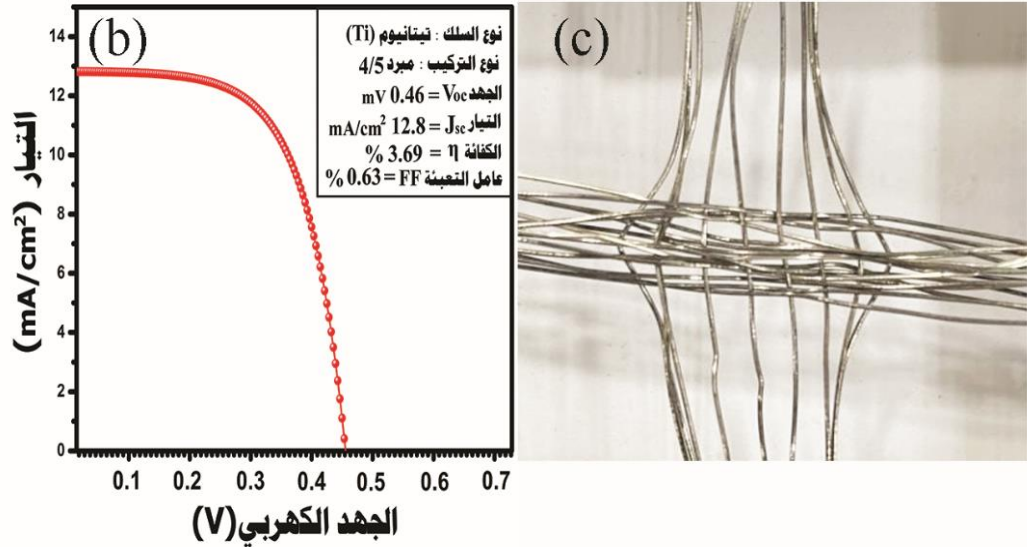 (b)
نوع السلك : تيتانيوم (Ti)
نوع التركيب : مبرد 4/5
الجهد Voc = 0.46 mV
التيار Jsc = 12.8 mA/cm²
الكفائة η = 3.69 %
عامل التعبئة FF = 0.63 %
التيار (mA/cm²)
14
12
10
8
6
4
2
0
0.1 0.2 0.3 0.4 0.5 0.6 0.7
الجهد الكهربي (V)
(c)